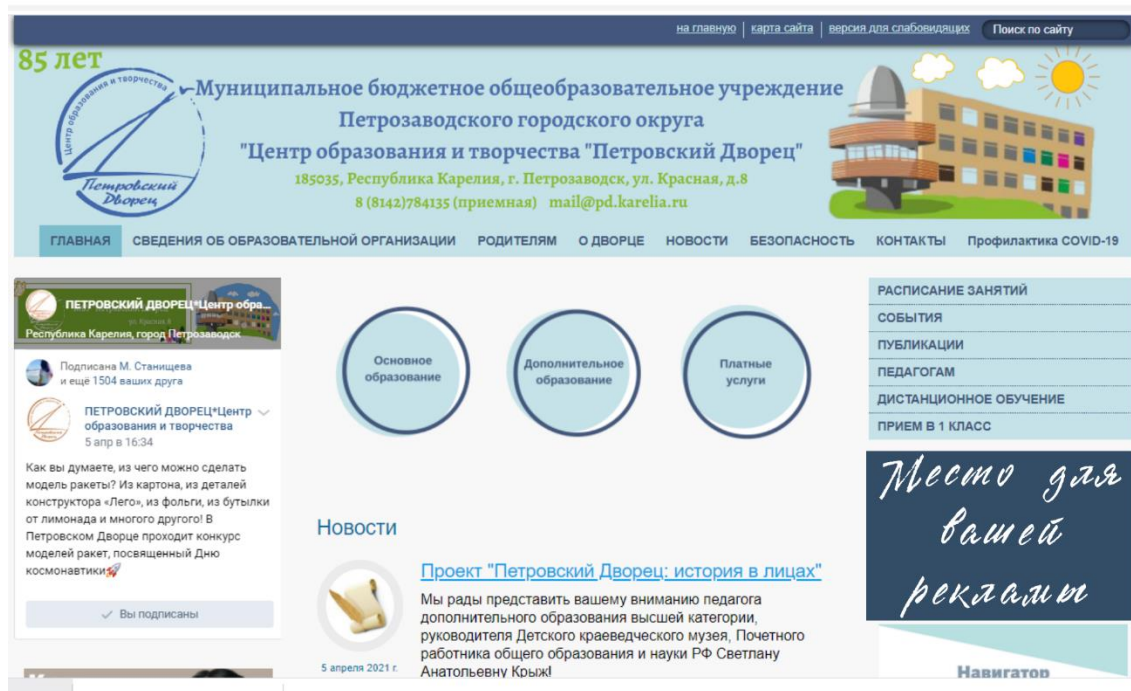 на главную | карта сайта | версия для слабовидящих
Поиск по сайту
85 лет
Центр образования и творчества
Петровский
Дворец
Муниципальное бюджетное общеобразовательное учреждение
Петрозаводского городского округа
"Центр образования и творчества "Петровский Дворец"
185035, Республика Карелия, г. Петрозаводск, ул. Красная, д.8
8 (8142)784135 (приемная) mail@pd.karelia.ru
ГЛАВНАЯ СВЕДЕНИЯ ОБ ОБРАЗОВАТЕЛЬНОЙ ОРГАНИЗАЦИИ РОДИТЕЛЯМ О ДВОРЦЕ НОВОСТИ БЕЗОПАСНОСТЬ КОНТАКТЫ Профилактика COVID-19
ПЕТРОВСКИЙ ДВОРЕЦ*Центр обра...
Республика Карелия, город Петрозаводск
Подписана М. Станищева
и ещё 1504 ваших друга
ПЕТРОВСКИЙ ДВОРЕЦ*Центр
образования и творчества
5 апр в 16:34
Как вы думаете, из чего можно сделать
модель ракеты? Из картона, из деталей
конструктора «Лего», из фольги, из бутылки
от лимонада и многого другого! В
Петровском Дворце проходит конкурс
моделей ракет, посвященный Дню
космонавтики🚀
Вы подписаны
Основное
образование
Дополнительное
образование
Платные
услуги
Новости
Проект "Петровский Дворец: история в лицах"
Мы рады представить вашему вниманию педагога
дополнительного образования высшей категории,
руководителя Детского краеведческого музея, Почетного
работника общего образования и науки РФ Светлану
Анатольевну Крыж!
5 апреля 2021 г.
РАСПИСАНИЕ ЗАНЯТИЙ
СОБЫТИЯ
ПУБЛИКАЦИИ
ПЕДАГОГАМ
ДИСТАНЦИОННОЕ ОБУЧЕНИЕ
ПРИЕМ В 1 КЛАСС
Место для
вашей
рекламы
Навигатор